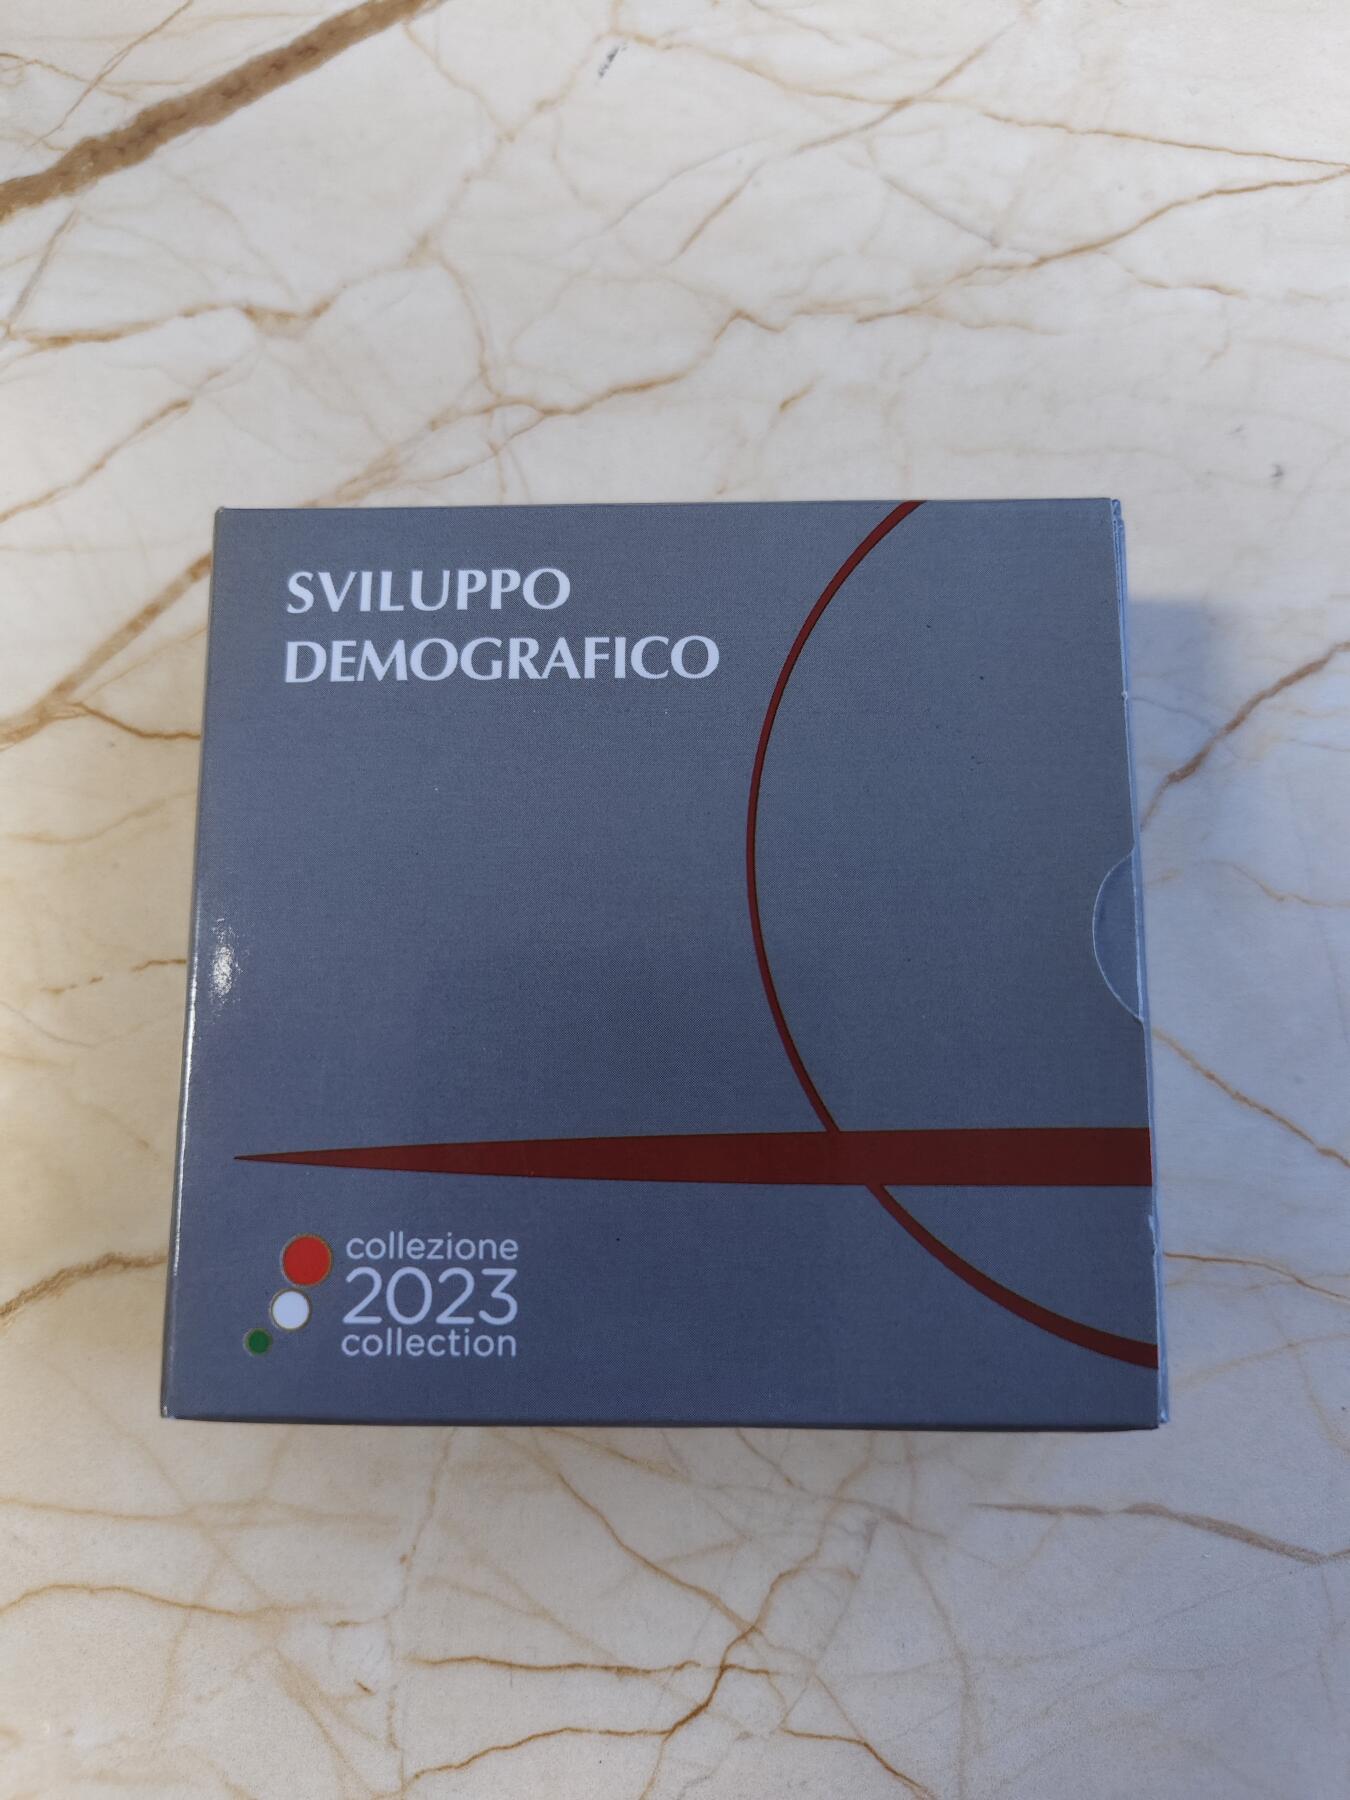 SVILUPPO
DEMOGRAFICO
collezione
2023
collection